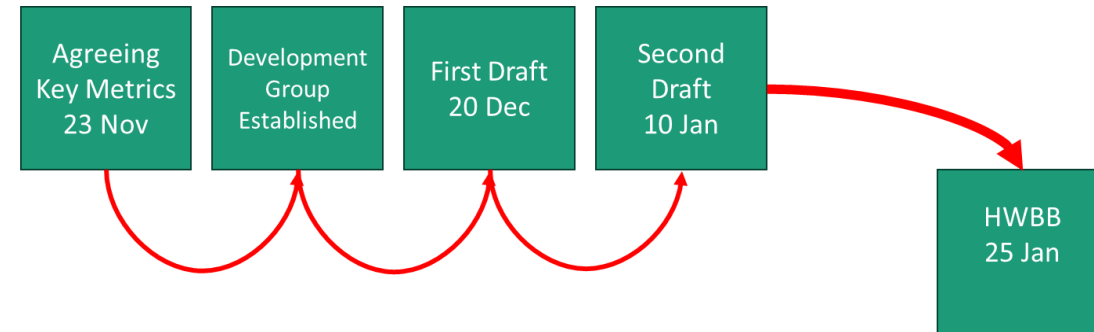 Agreeing
Key Metrics
23 Nov
Development
Group
Established
First Draft
20 Dec
Second
Draft
10 Jan
HWBB
25 Jan